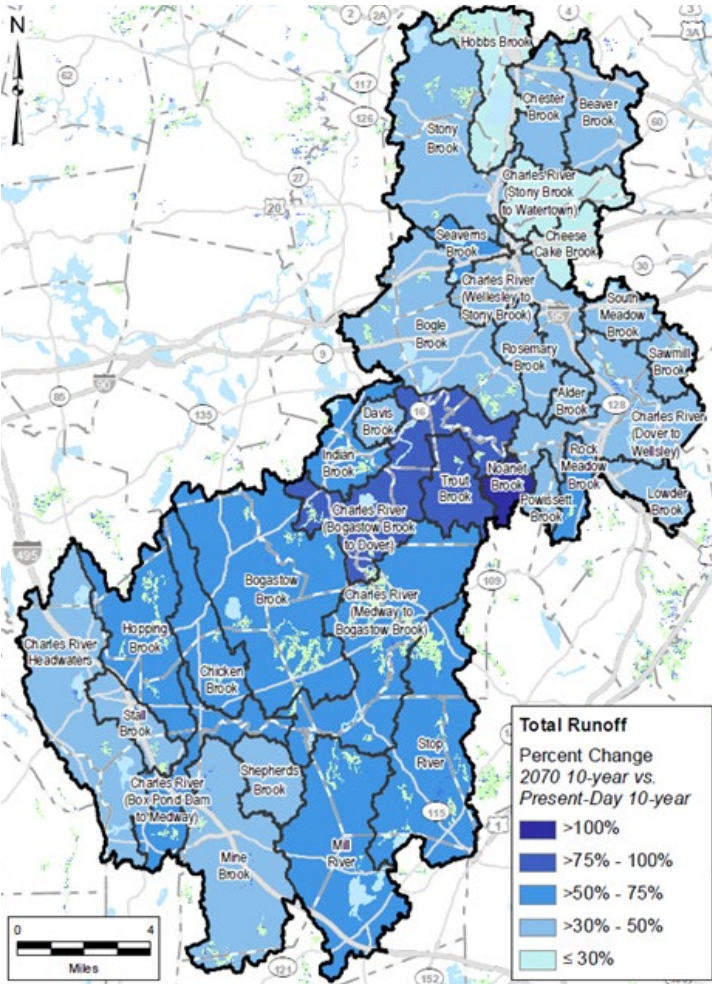 N
2
2A
4
3
3A
62
117
126
Hobbs Brook
Chester
Brook
Beaver
Brook
Stony
Brook
60
27
20
Charles River
(Stony Brook
to Watertown)
Seaverns
Brook
Cheese
Cake Brook
30
Charles River
(Wellesley to
Stony Brook)
95
South
Meadow
Brook
Bogle
Brook
Rosemary
Brook
Sawmill
Brook
9
90
85
135
Alder
Brook
128
Charles River
(Dover to
Wellsley)
Davis
Brook
16
Indian
Brook
Trout
Brook
Noanet
Brook
Rock
Meadow
Brook
Powissett
Brook
Lowder
Brook
Charles River
(Bogastow Brook
to Dover)
495
109
Bogastow
Brook
Charles River
(Medway to
Bogastow Brook)
Hopping
Brook
Charles River
Headwaters
Chicken
Brook
Stall
Brook
Stop
River
Charles River
(Box Pond Dam
to Medway)
Shepherds
Brook
115
1
Mine
Brook
Mill
River
121
152
Total Runoff
Percent Change
2070 10-year vs.
Present-Day 10-year
>100%
>75% - 100%
>50% - 75%
>30% - 50%
≤ 30%
0 4
Miles